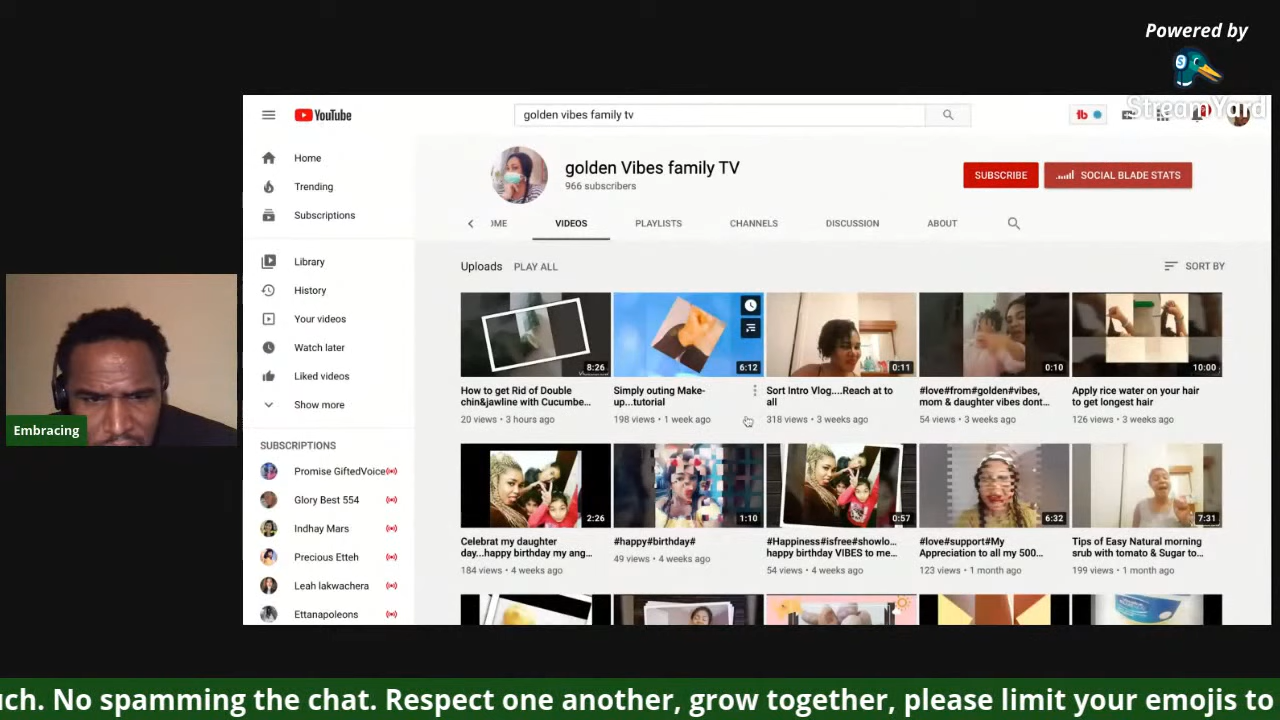 Powered by
StreamYard
YouTube
golden vibes family tv
Home
Trending
Subscriptions
Library
History
Your videos
Watch later
Liked videos
Show more
SUBSCRIPTIONS
Promise GiftedVoice
Glory Best 554
Indhay Mars
Precious Etteh
Leah lakwachera
Ettanapoleons
golden Vibes family TV
966 subscribers
SUBSCRIBE
SOCIAL BLADE STATS
OME
VIDEOS
PLAYLISTS
CHANNELS
DISCUSSION
ABOUT
Uploads
PLAY ALL
SORT BY
8:26
How to get Rid of Double
chin&jawline with Cucumbe...
20 views • 3 hours ago
6:12
Simply outing Make-
up...tutorial
198 views • 1 week ago
0:11
Sort Intro Vlog....Reach at to
all
318 views • 3 weeks ago
0:10
#love#from#golden#vibes,
mom & daughter vibes dont...
54 views • 3 weeks ago
10:00
Apply rice water on your hair
to get longest hair
126 views • 3 weeks ago
2:26
Celebrat my daughter
day...happy birthday my ang...
184 views • 4 weeks ago
1:10
#happy#birthday#
49 views • 4 weeks ago
0:57
#Happiness#isfree#showlo...
happy birthday VIBES to me...
54 views • 4 weeks ago
6:32
#love#support#My
Appreciation to all my 500...
123 views • 1 month ago
7:31
Tips of Easy Natural morning
srub with tomato & Sugar to...
199 views • 1 month ago
Embracing
uch. No spamming the chat. Respect one another, grow together, please limit your emojis to